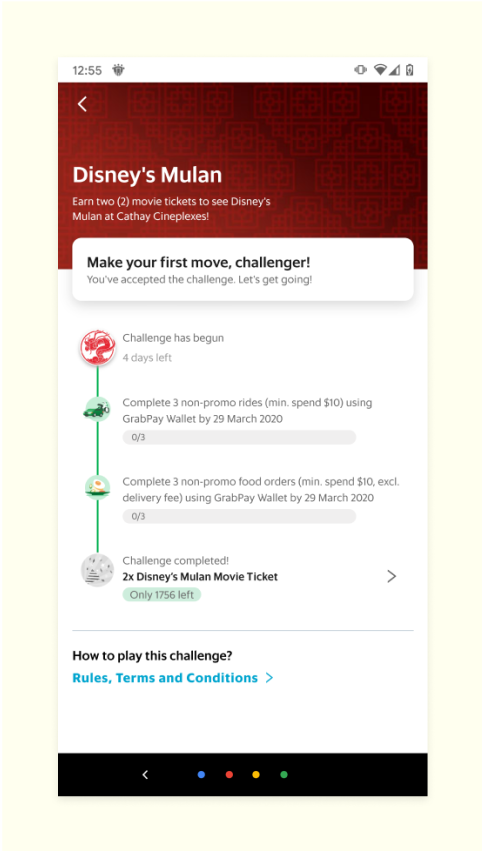 12:55
Disney's Mulan
Earn two (2) movie tickets to see Disney's
Mulan at Cathay Cineplexes!
Make your first move, challenger!
You've accepted the challenge. Let's get going!
Challenge has begun
4 days left
Complete 3 non-promo rides (min. spend $10) using
GrabPay Wallet by 29 March 2020
0/3
Complete 3 non-promo food orders (min. spend $10, excl.
delivery fee) using GrabPay Wallet by 29 March 2020
0/3
Challenge completed!
2x Disney's Mulan Movie Ticket
Only 1756 left
How to play this challenge?
Rules, Terms and Conditions